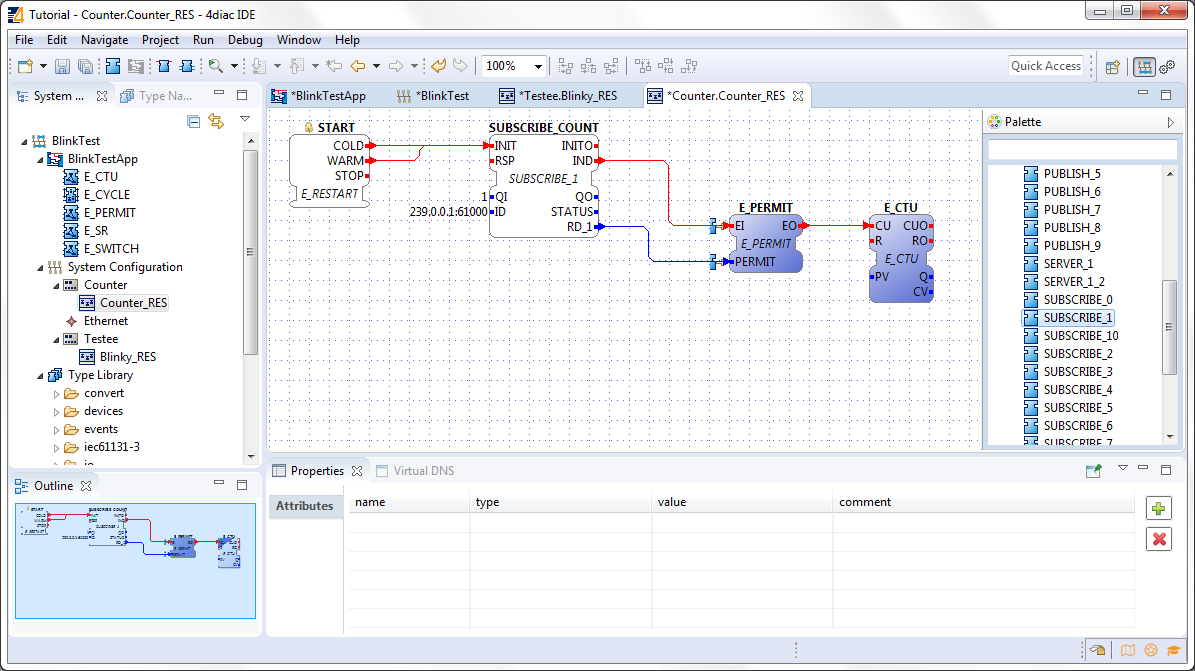 Tutorial - Counter.Counter_RES - 4diac IDE
File Edit Navigate Project Run Debug Window Help
100% Quick Access
System ... Type Na...
BlinkTest
BlinkTestApp
E_CTU
E_CYCLE
E_PERMIT
E_SR
E_SWITCH
System Configuration
Counter
Counter_RES
Ethernet
Testee
Blinky_RES
Type Library
convert
devices
events
iec61131-3
*BlinkTestApp *BlinkTest *Testee.Blinky_RES *Counter.Counter_RES
START
COLD
WARM
STOP
E_RESTART
SUBSCRIBE_COUNT
INIT INITO
RSP IND
SUBSCRIBE_1
1 QI QO
239.0.0.1:61000 ID STATUS
RD_1
E_PERMIT
EI EO
E_PERMIT
PERMIT
E_CTU
CU CUO
R RO
E_CTU
PV Q
CV
Palette
PUBLISH_5
PUBLISH_6
PUBLISH_7
PUBLISH_8
PUBLISH_9
SERVER_1
SERVER_1_2
SUBSCRIBE_0
SUBSCRIBE_1
SUBSCRIBE_10
SUBSCRIBE_2
SUBSCRIBE_3
SUBSCRIBE_4
SUBSCRIBE_5
SUBSCRIBE_6
SUBSCRIBE_7
Outline
Properties Virtual DNS
Attributes
name type value comment